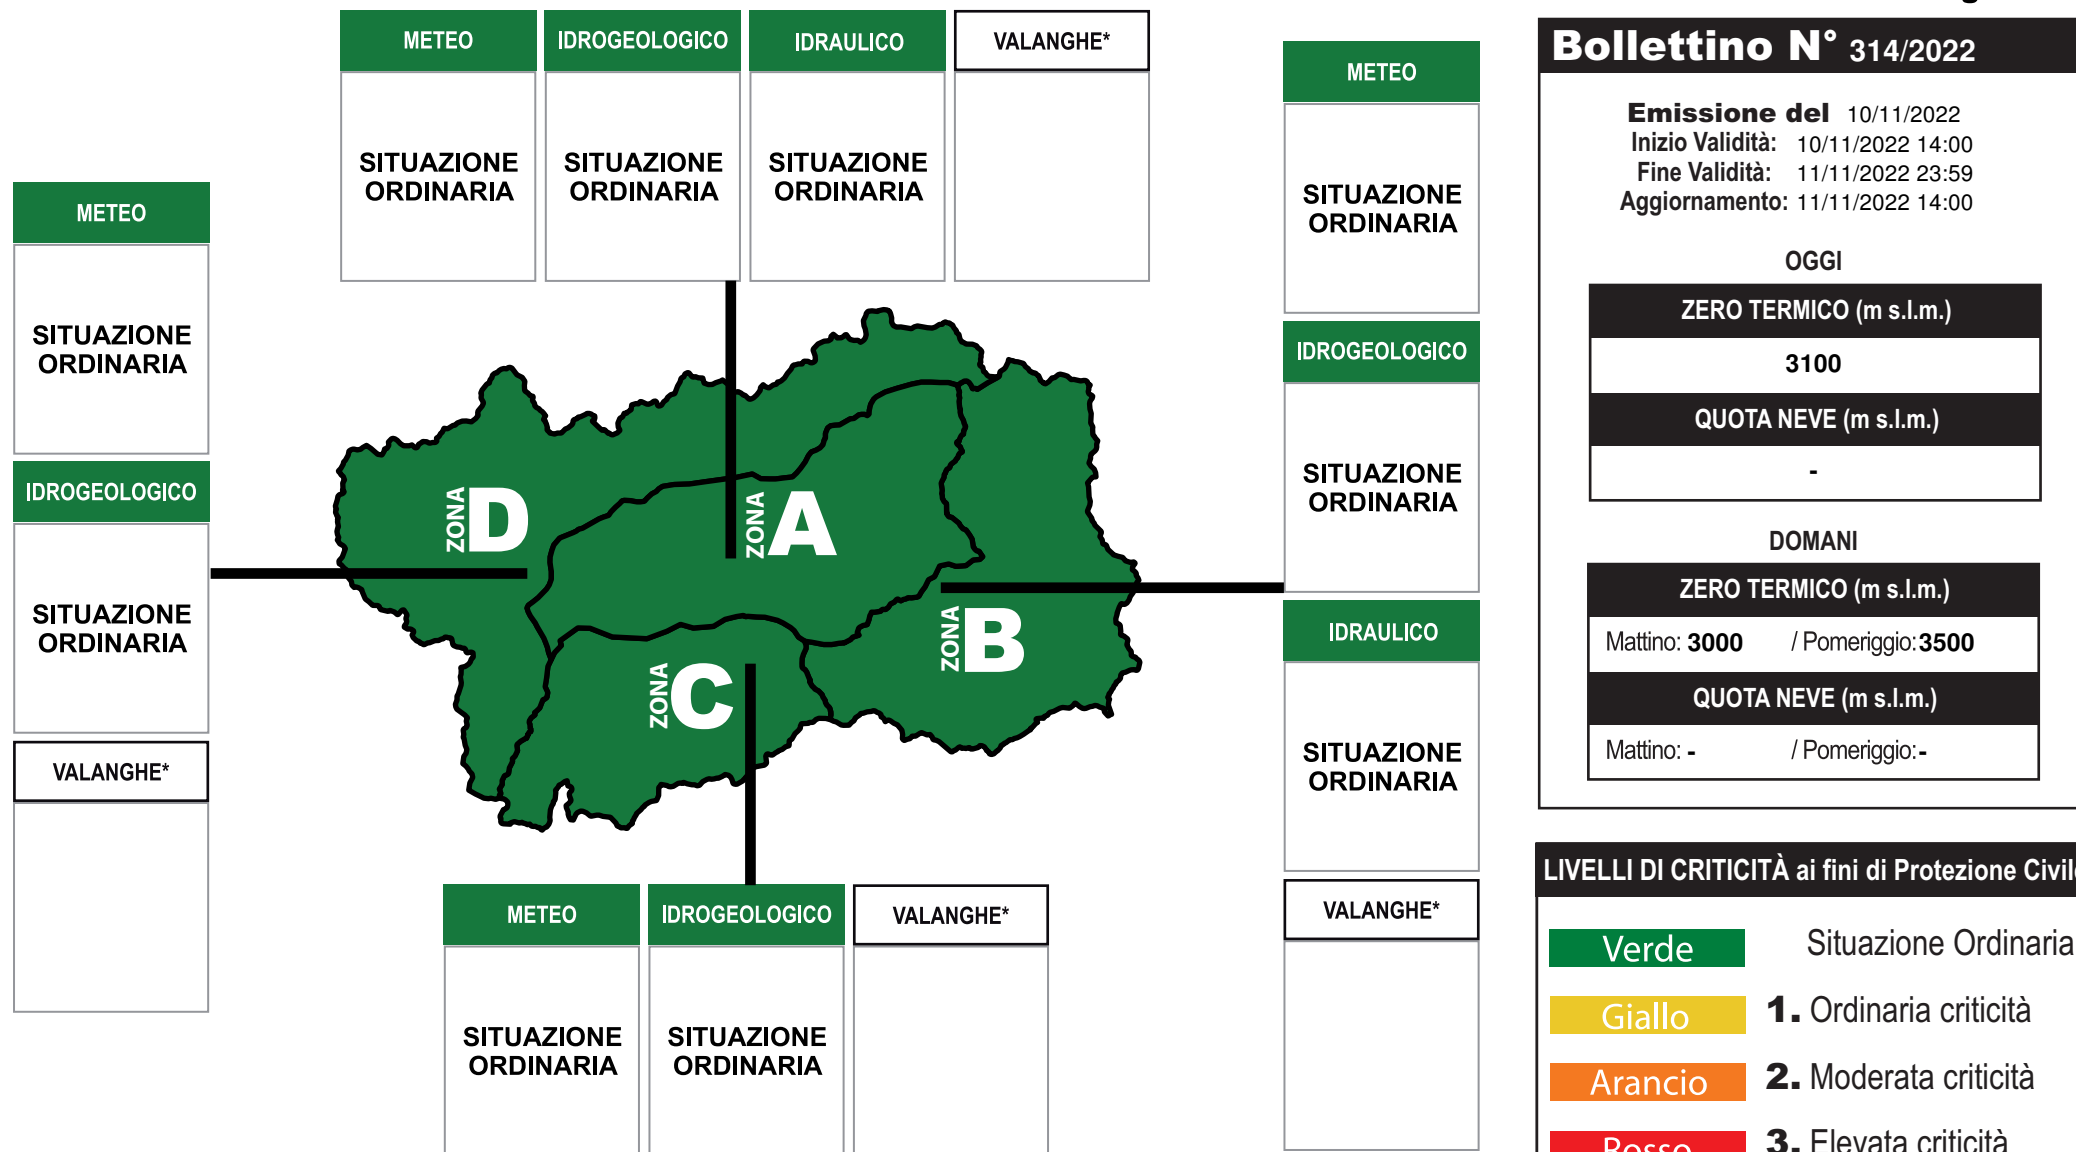 METEO
IDROGEOLOGICO
IDRAULICO
VALANGHE*
SITUAZIONE
ORDINARIA
SITUAZIONE
ORDINARIA
SITUAZIONE
ORDINARIA
METEO
SITUAZIONE
ORDINARIA
IDROGEOLOGICO
SITUAZIONE
ORDINARIA
VALANGHE*
ZONA D
ZONA A
ZONA B
ZONA C
METEO
SITUAZIONE
ORDINARIA
IDROGEOLOGICO
SITUAZIONE
ORDINARIA
IDRAULICO
SITUAZIONE
ORDINARIA
VALANGHE*
METEO
IDROGEOLOGICO
VALANGHE*
SITUAZIONE
ORDINARIA
SITUAZIONE
ORDINARIA
Bollettino N° 314/2022
Emissione del 10/11/2022
Inizio Validità: 10/11/2022 14:00
Fine Validità: 11/11/2022 23:59
Aggiornamento: 11/11/2022 14:00
OGGI
ZERO TERMICO (m s.l.m.)
3100
QUOTA NEVE (m s.l.m.)
-
DOMANI
ZERO TERMICO (m s.l.m.)
Mattino: 3000 / Pomeriggio: 3500
QUOTA NEVE (m s.l.m.)
Mattino: - / Pomeriggio: -
LIVELLI DI CRITICITÀ ai fini di Protezione Civile
Verde Situazione Ordinaria
Giallo 1. Ordinaria criticità
Arancio 2. Moderata criticità
Rosso 3. Elevata criticità